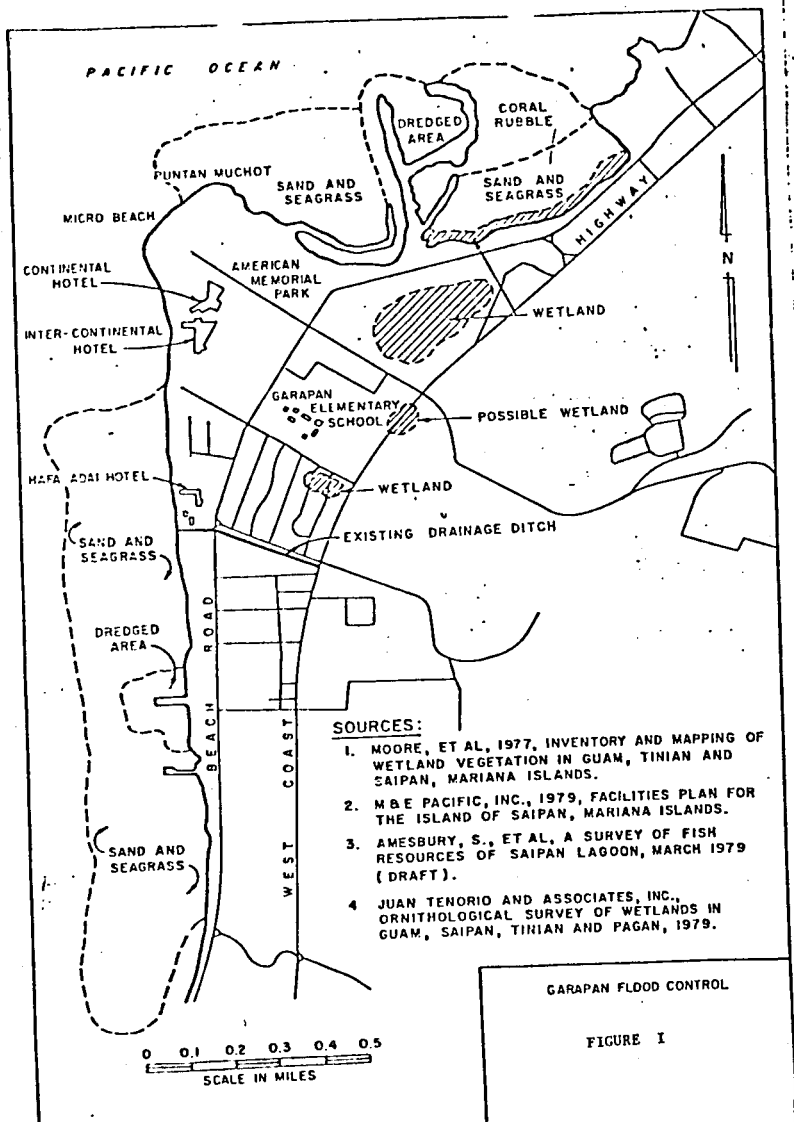 PACIFIC OCEAN
CORAL
RUBBLE
DREDGED
AREA
PUNTAN MUCHOT
SAND AND
SEAGRASS
SAND AND
SEAGRASS
MICRO BEACH
HIGHWAY
N
CONTINENTAL
HOTEL
AMERICAN
MEMORIAL
PARK
WETLAND
INTER-CONTINENTAL
HOTEL
GARAPAN
ELEMENTARY
SCHOOL
POSSIBLE WETLAND
HAFA ADAI HOTEL
WETLAND
EXISTING DRAINAGE DITCH
SAND AND
SEAGRASS
DREDGED
AREA
BEACH ROAD
WEST COAST
SOURCES:
1. MOORE, ET AL, 1977, INVENTORY AND MAPPING OF
WETLAND VEGETATION IN GUAM, TINIAN AND
SAIPAN, MARIANA ISLANDS.
2. M&E PACIFIC, INC., 1979, FACILITIES PLAN FOR
THE ISLAND OF SAIPAN, MARIANA ISLANDS.
3. AMESBURY, S., ET AL, A SURVEY OF FISH
RESOURCES OF SAIPAN LAGOON, MARCH 1979
(DRAFT).
4 JUAN TENORIO AND ASSOCIATES, INC.,
ORNITHOLOGICAL SURVEY OF WETLANDS IN
GUAM, SAIPAN, TINIAN AND PAGAN, 1979.
SAND AND
SEAGRASS
0 0.1 0.2 0.3 0.4 0.5
SCALE IN MILES
GARAPAN FLOOD CONTROL
FIGURE I